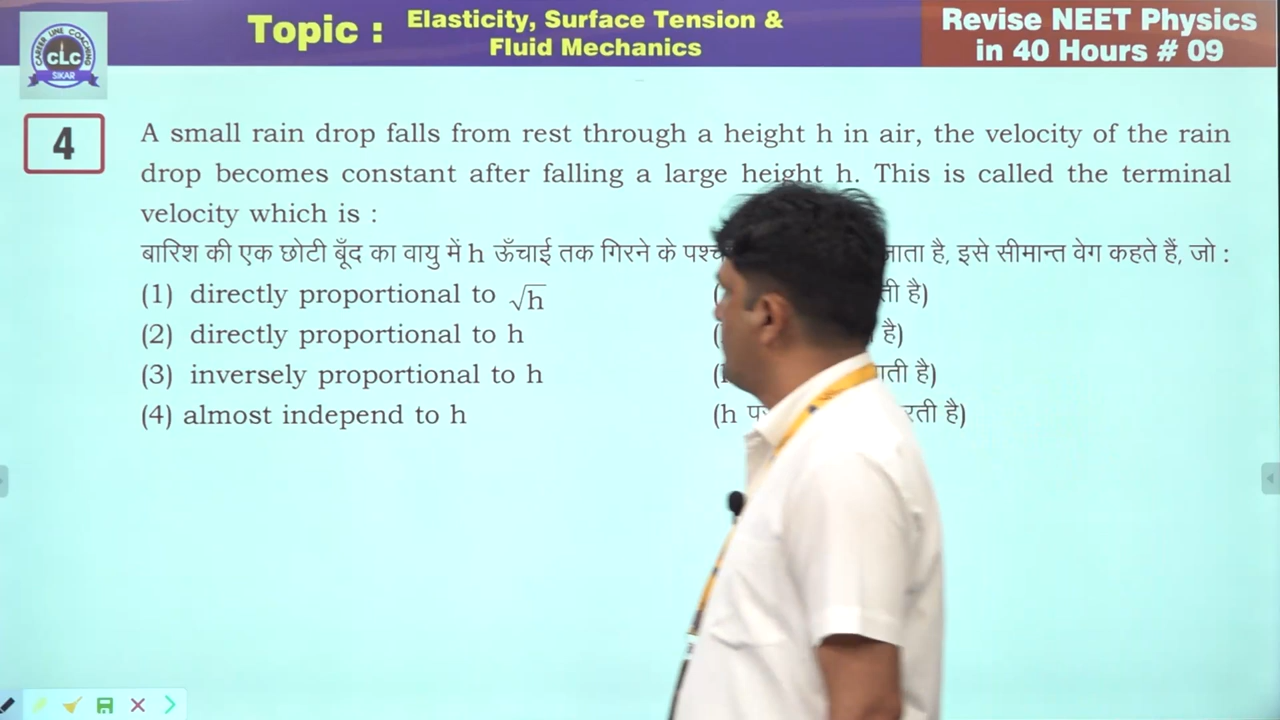 Topic :
Elasticity, Surface Tension &
Fluid Mechanics
Revise NEET Physics
in 40 Hours # 09
CAREER LINE COACHING
CLC
SIKAR
4
A small rain drop falls from rest through a height h in air, the velocity of the rain
drop becomes constant after falling a large height h. This is called the terminal
velocity which is :
बारिश की एक छोटी बूँद का वायु में h ऊँचाई तक गिरने के जाता है, इसे सीमान्त वेग कहते हैं, जो :
(1) directly proportional to √h है)
(2) directly proportional to h है)
(3) inversely proportional to h है)
(4) almost independ to h (h है)